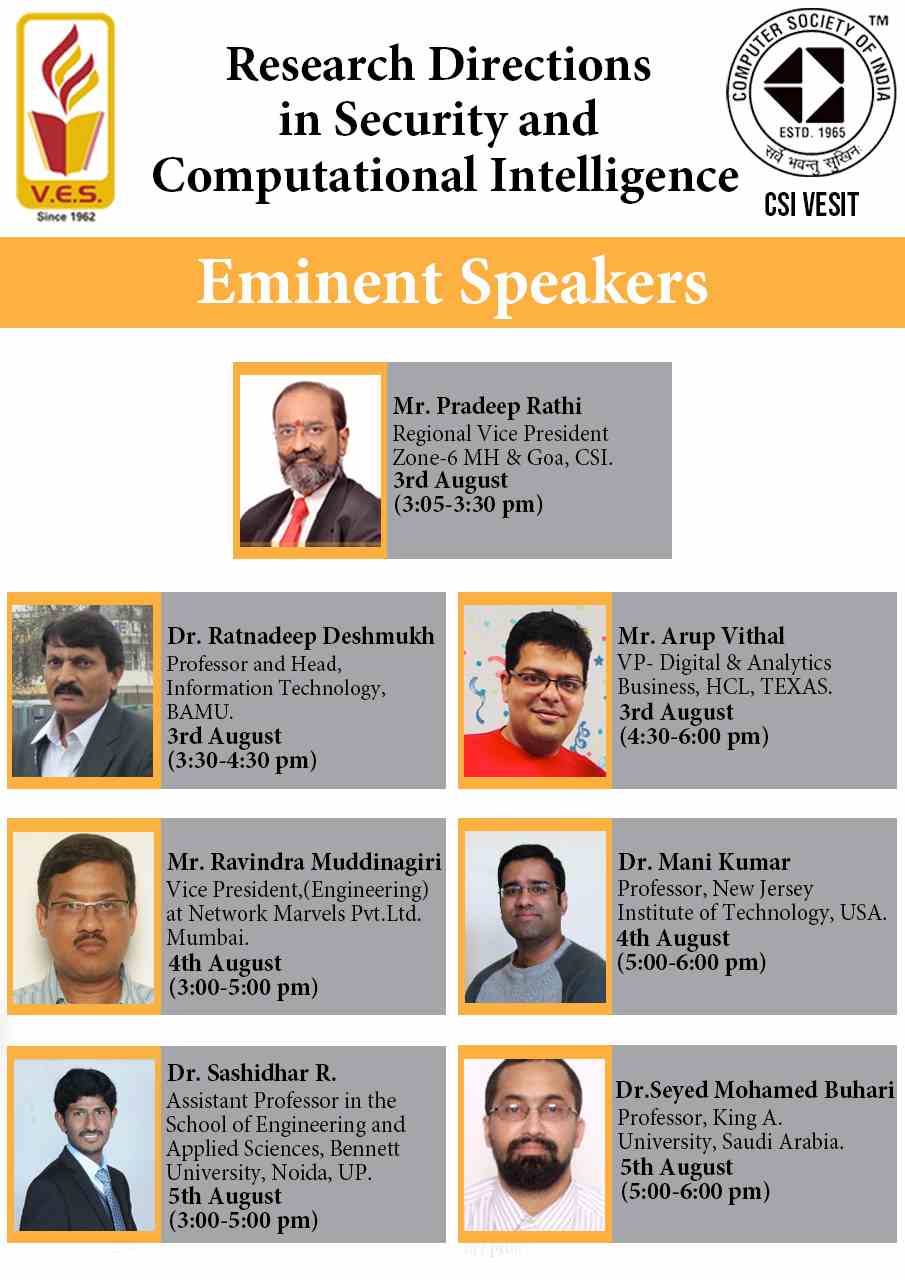 Research Directions
in Security and
Computational Intelligence
V.E.S.
Since 1962
COMPUTER SOCIETY OF INDIA
TM
ESTD. 1965
सर्वे भवन्तु सुखिनः
CSI VESIT
Eminent Speakers
Mr. Pradeep Rathi
Regional Vice President
Zone-6 MH & Goa, CSI.
3rd August
(3:05-3:30 pm)
Dr. Ratnadeep Deshmukh
Professor and Head,
Information Technology,
BAMU.
3rd August
(3:30-4:30 pm)
Mr. Arup Vithal
VP- Digital & Analytics
Business, HCL, TEXAS.
3rd August
(4:30-6:00 pm)
Mr. Ravindra Muddinagiri
Vice President,(Engineering)
at Network Marvels Pvt.Ltd.
Mumbai.
4th August
(3:00-5:00 pm)
Dr. Mani Kumar
Professor, New Jersey
Institute of Technology, USA.
4th August
(5:00-6:00 pm)
Dr. Sashidhar R.
Assistant Professor in the
School of Engineering and
Applied Sciences, Bennett
University, Noida, UP.
5th August
(3:00-5:00 pm)
Dr.Seyed Mohamed Buhari
Professor, King A.
University, Saudi Arabia.
5th August
(5:00-6:00 pm)